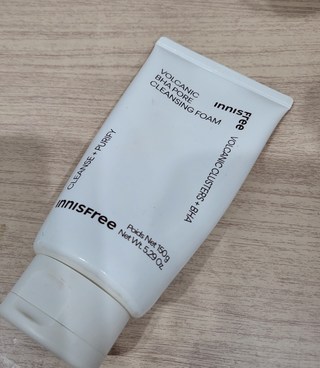 VOLCANIC
BHA PORE
CLEANSING FOAM
INNISFree
VOLCANIC CLUSTERS + BHA
CLEANSE + PURIFY
INNISFree
Poids Net 150g
Net Wt. 5.29 Oz.